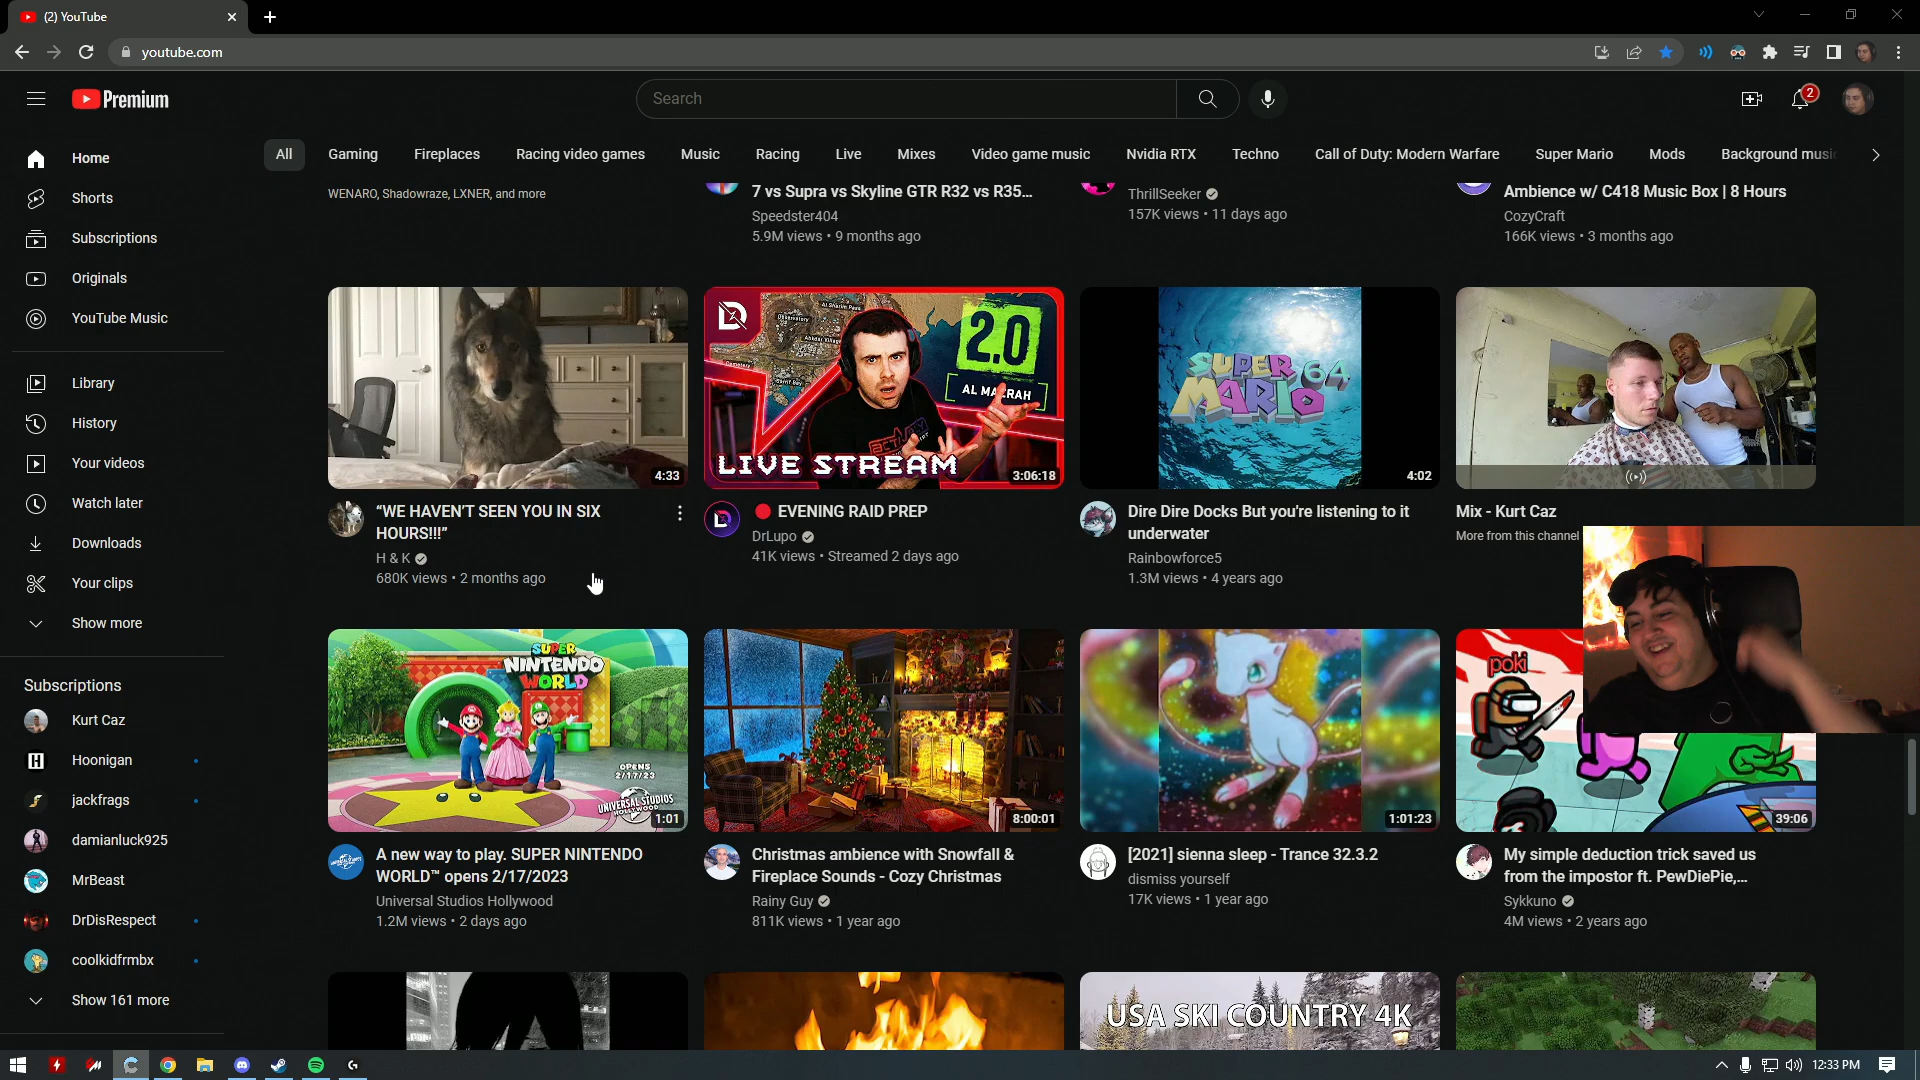 (2) YouTube
youtube.com
Premium
Search
2
Home
Shorts
Subscriptions
Originals
YouTube Music
Library
History
Your videos
Watch later
Downloads
Your clips
Show more
Subscriptions
Kurt Caz
Hoonigan
jackfrags
damianluck925
MrBeast
DrDisRespect
coolkidfrmbx
Show 161 more
All
Gaming
Fireplaces
Racing video games
Music
Racing
Live
Mixes
Video game music
Nvidia RTX
Techno
Call of Duty: Modern Warfare
Super Mario
Mods
Background music
WENARO, Shadowraze, LXNER, and more
7 vs Supra vs Skyline GTR R32 vs R35...
Speedster404
5.9M views • 9 months ago
ThrillSeeker
157K views • 11 days ago
Ambience w/ C418 Music Box | 8 Hours
CozyCraft
166K views • 3 months ago
4:33
“WE HAVEN’T SEEN YOU IN SIX
HOURS!!!”
H & K
680K views • 2 months ago
2.0
AL MAZRAH
LIVE STREAM
3:06:18
EVENING RAID PREP
DrLupo
41K views • Streamed 2 days ago
SUPER 64
MARIO
4:02
Dire Dire Docks But you're listening to it
underwater
Rainbowforce5
1.3M views • 4 years ago
Mix - Kurt Caz
More from this channel
SUPER
NINTENDO
WORLD
OPENS
2/17/23
UNIVERSAL STUDIOS
HOLLYWOOD
1:01
A new way to play. SUPER NINTENDO
WORLD™ opens 2/17/2023
Universal Studios Hollywood
1.2M views • 2 days ago
8:00:01
Christmas ambience with Snowfall &
Fireplace Sounds - Cozy Christmas
Rainy Guy
811K views • 1 year ago
1:01:23
[2021] sienna sleep - Trance 32.3.2
dismiss yourself
17K views • 1 year ago
poki
39:06
My simple deduction trick saved us
from the impostor ft. PewDiePie,...
Sykkuno
4M views • 2 years ago
USA SKI COUNTRY 4K
12:33 PM